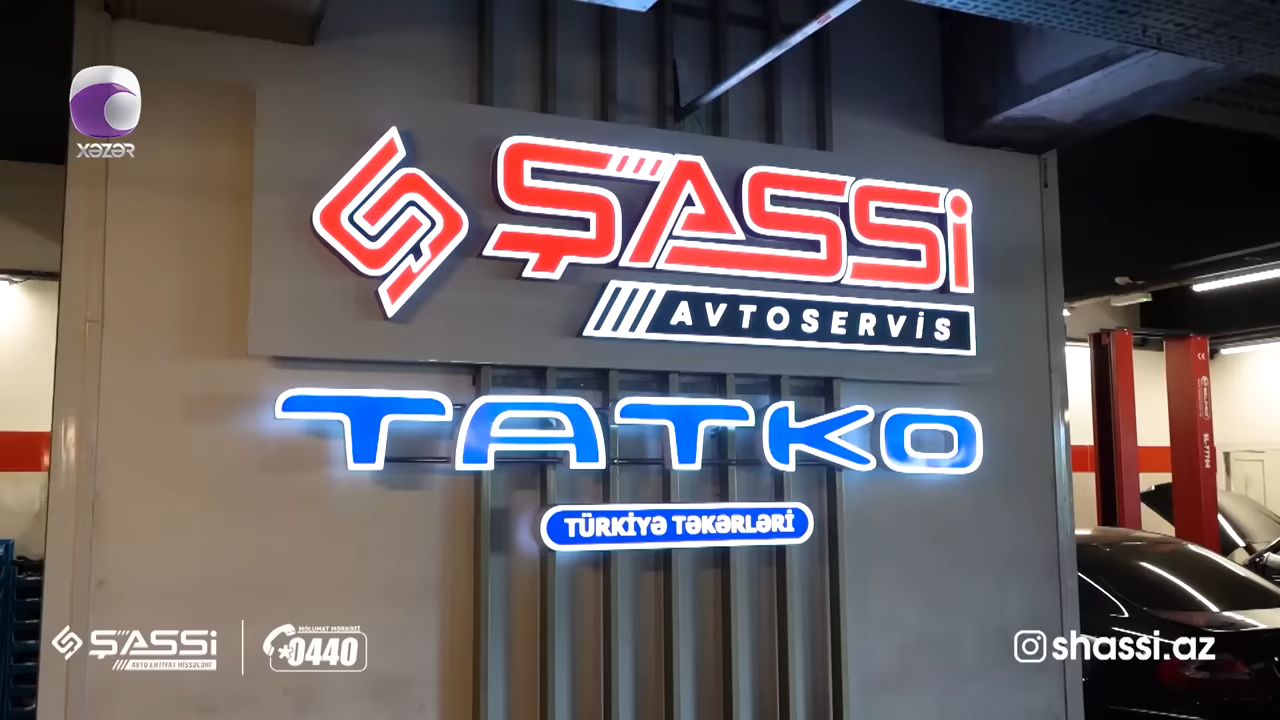 XƏZƏR
ŞASSİ
AVTOSERVİS
TATKO
TÜRKİYƏ TƏKƏRLƏRİ
ŞASSİ
AVTO EHTİYAT HİSSƏLƏRİ
MƏLUMAT MƏRKƏZİ
*0440
shassi.az